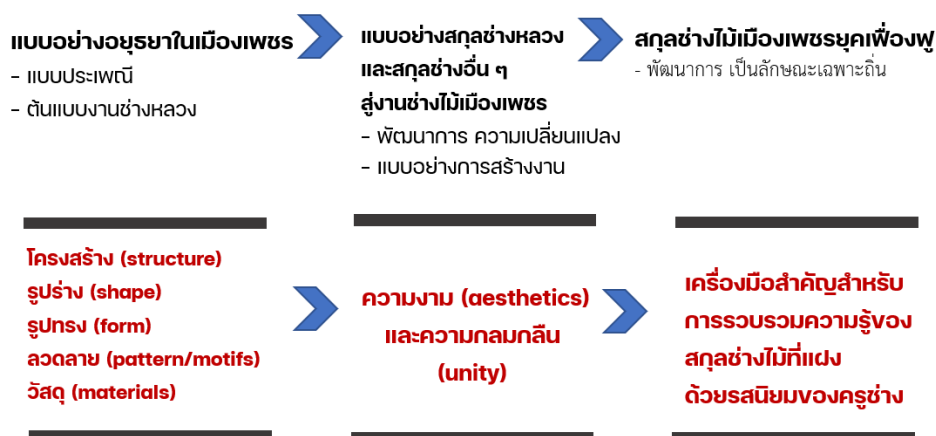 แบบอย่างอยุธยาในเมืองเพชร
- แบบประเพณี
- ต้นแบบงานช่างหลวง
แบบอย่างสกุลช่างหลวง
และสกุลช่างอื่น ๆ
สู่งานช่างไม้เมืองเพชร
- พัฒนาการ ความเปลี่ยนแปลง
- แบบอย่างการสร้างงาน
สกุลช่างไม้เมืองเพชรยุคเฟื่องฟู
- พัฒนาการ เป็นลักษณะเฉพาะถิ่น
โครงสร้าง (structure)
รูปร่าง (shape)
รูปทรง (form)
ลวดลาย (pattern/motifs)
วัสดุ (materials)
ความงาม (aesthetics)
และความกลมกลืน
(unity)
เครื่องมือสำคัญสำหรับ
การรวบรวมความรู้ของ
สกุลช่างไม้ที่แฝง
ด้วยรสนิยมของครูช่าง